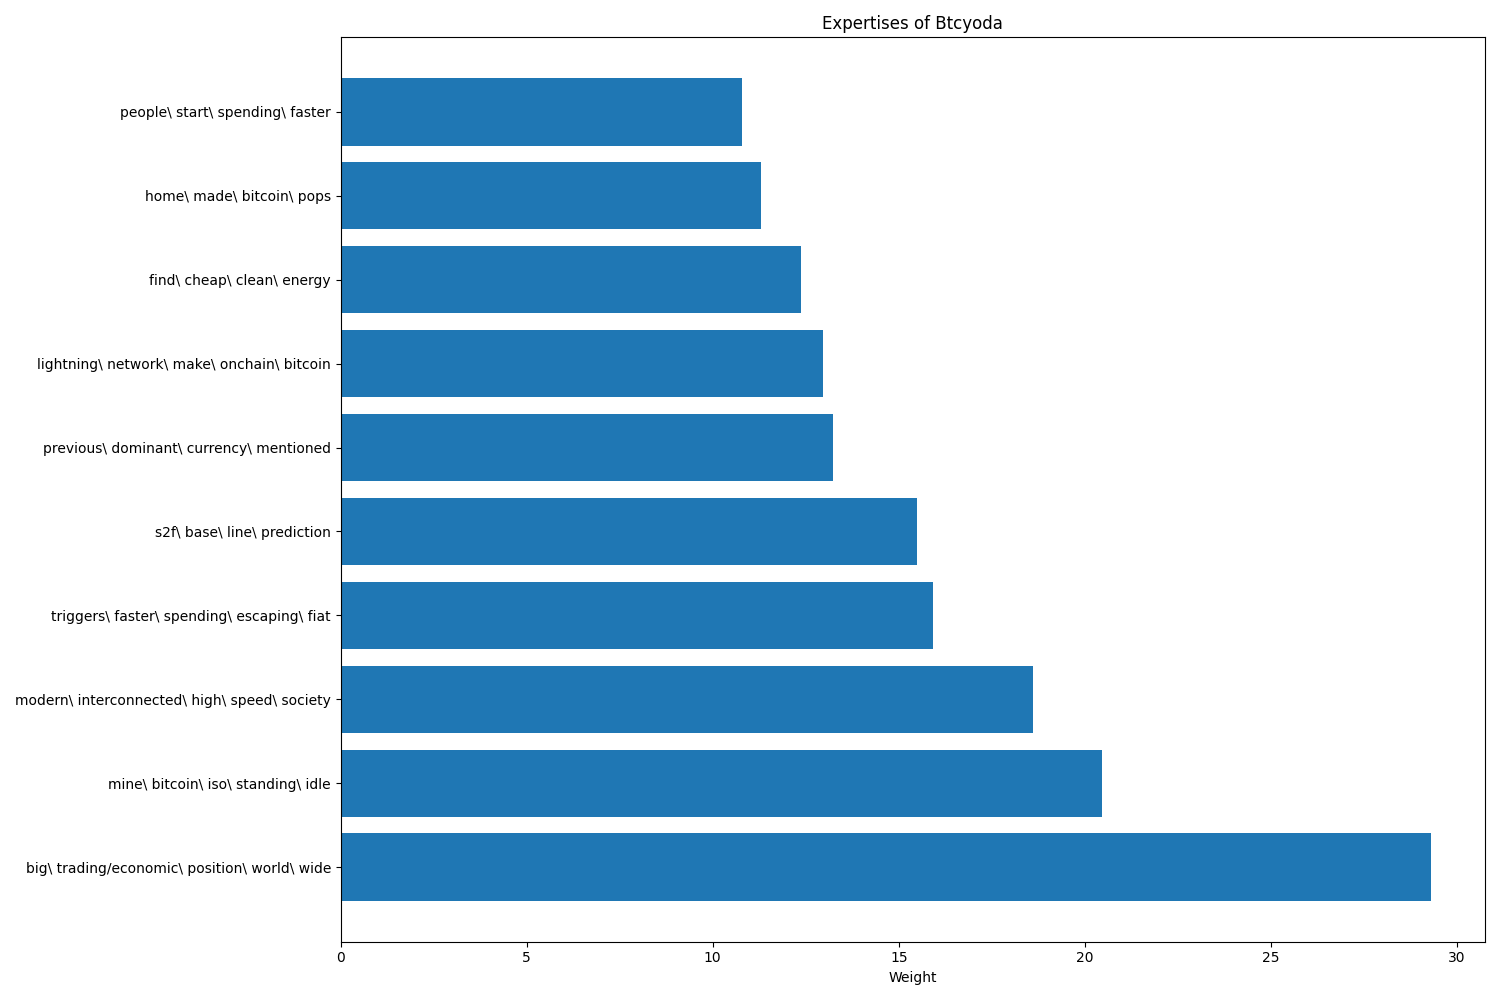 Expertises of Btcyoda
people\ start\ spending\ faster
home\ made\ bitcoin\ pops
find\ cheap\ clean\ energy
lightning\ network\ make\ onchain\ bitcoin
previous\ dominant\ currency\ mentioned
s2f\ base\ line\ prediction
triggers\ faster\ spending\ escaping\ fiat
modern\ interconnected\ high\ speed\ society
mine\ bitcoin\ iso\ standing\ idle
big\ trading/economic\ position\ world\ wide
0 5 10 15 20 25 30
Weight